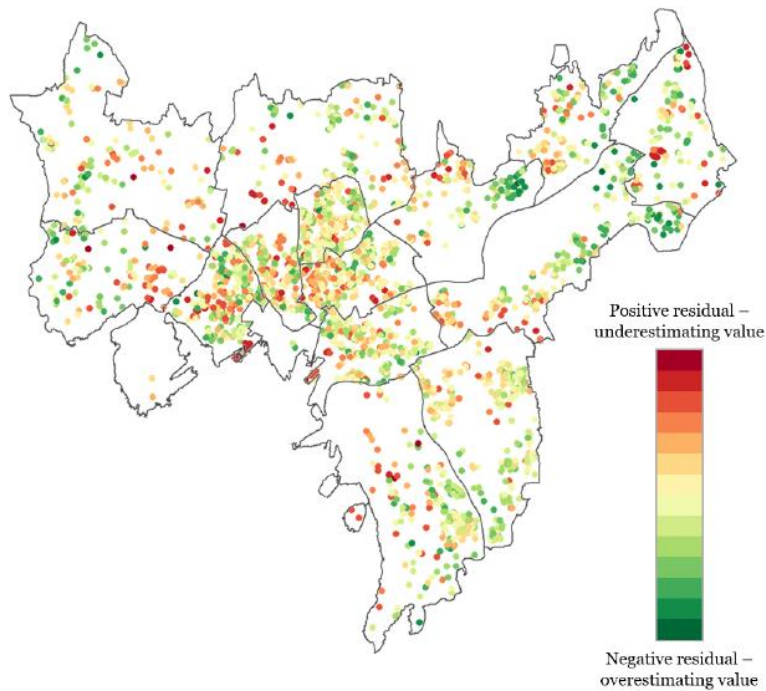 Positive residual –
underestimating value
Negative residual –
overestimating value